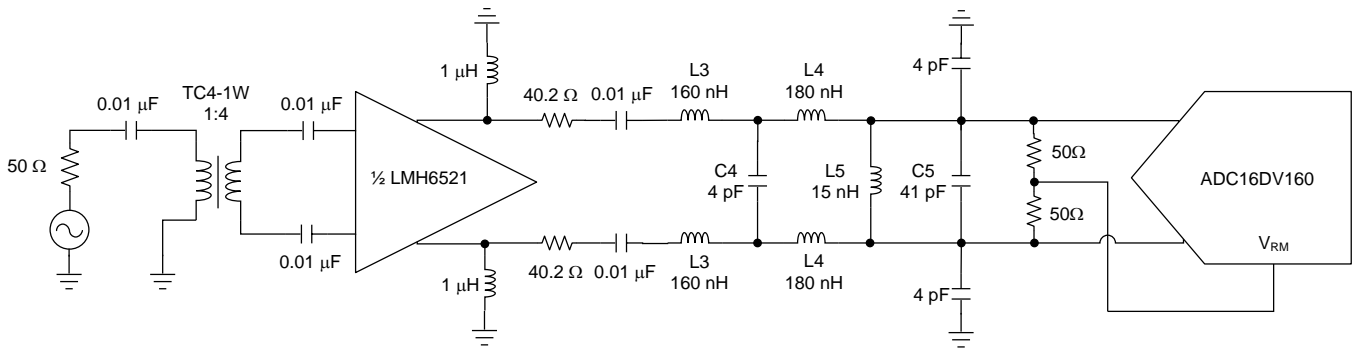 50 Ω
0.01 μF
TC4-1W
1:4
0.01 μF
0.01 μF
½ LMH6521
1 μH
1 μH
40.2 Ω
0.01 μF
L3
160 nH
L4
180 nH
40.2 Ω
0.01 μF
L3
160 nH
L4
180 nH
C4
4 pF
L5
15 nH
C5
41 pF
4 pF
4 pF
50Ω
50Ω
ADC16DV160
VRM